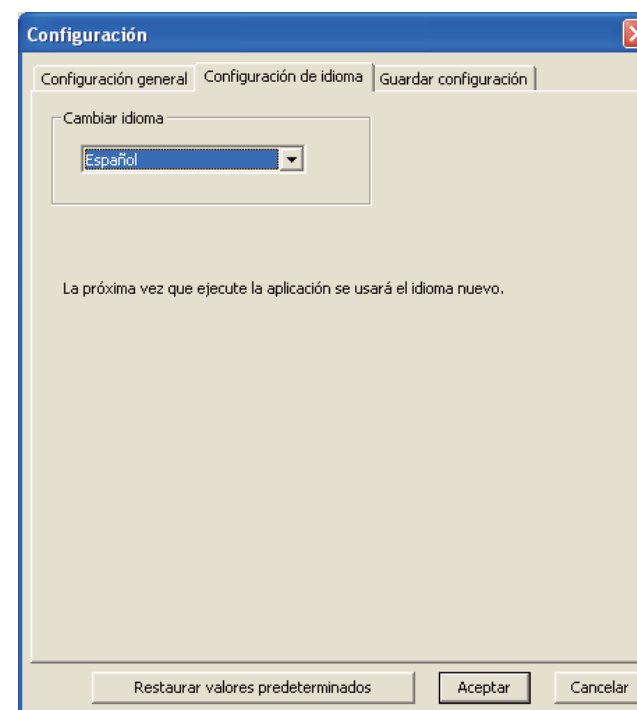 Configuración
Configuración general Configuración de idioma Guardar configuración
Cambiar idioma
Español
La próxima vez que ejecute la aplicación se usará el idioma nuevo.
Restaurar valores predeterminados Aceptar Cancelar